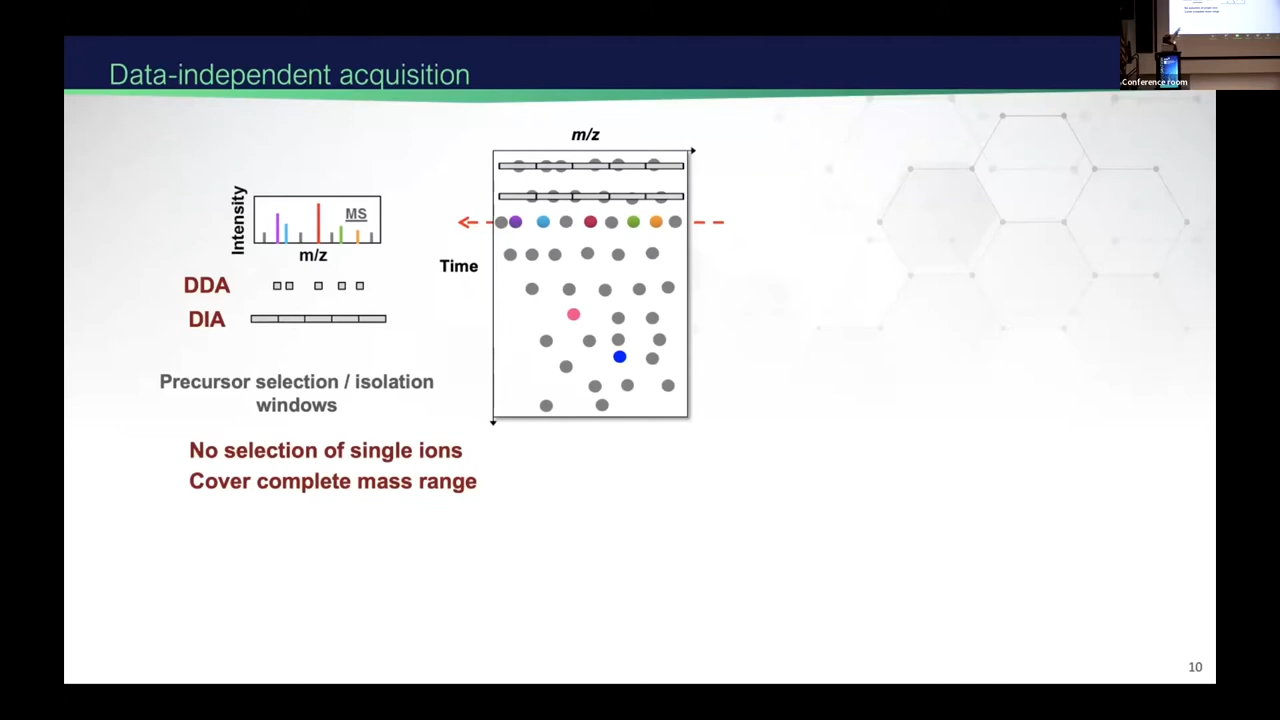 Data-independent acquisition
Conference room
m/z
Intensity
MS
m/z
Time
DDA
DIA
Precursor selection / isolation
windows
No selection of single ions
Cover complete mass range
10